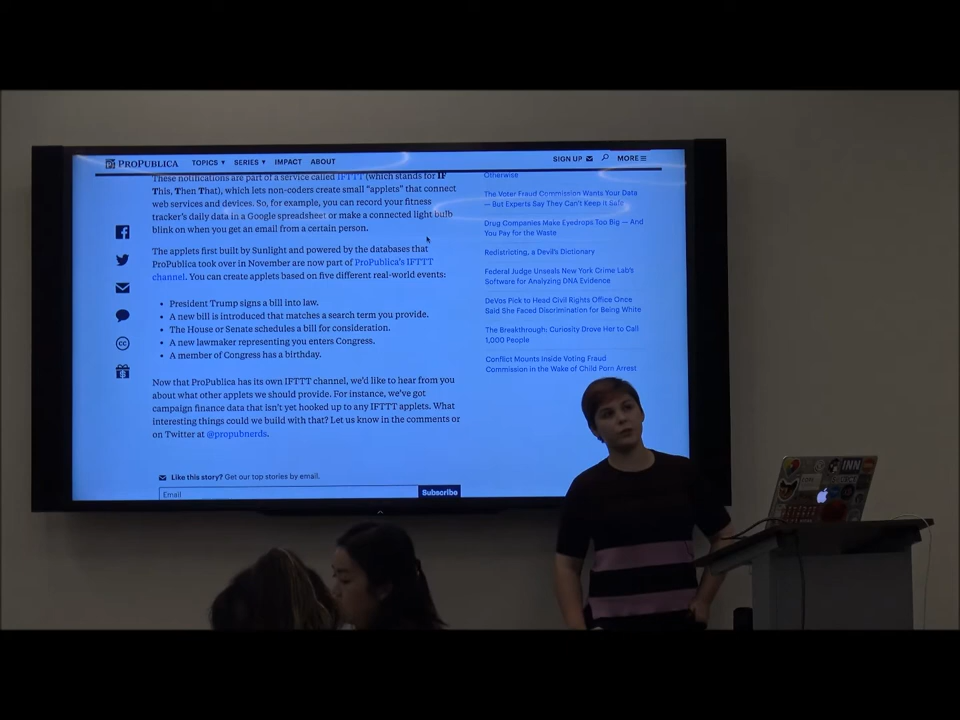 PROPUBLICA TOPICS ▾ SERIES ▾ IMPACT ABOUT SIGN UP MORE
These notifications are part of a service called IFTTT (which stands for IF
This, Then That), which lets non-coders create small "applets" that connect
web services and devices. So, for example, you can record your fitness
tracker's daily data in a Google spreadsheet or make a connected light bulb
blink on when you get an email from a certain person.
The applets first built by Sunlight and powered by the databases that
ProPublica took over in November are now part of ProPublica's IFTTT
channel. You can create applets based on five different real-world events:
• President Trump signs a bill into law.
• A new bill is introduced that matches a search term you provide.
• The House or Senate schedules a bill for consideration.
• A new lawmaker representing you enters Congress.
• A member of Congress has a birthday.
Now that ProPublica has its own IFTTT channel, we'd like to hear from you
about what other applets we should provide. For instance, we've got
campaign finance data that isn't yet hooked up to any IFTTT applets. What
interesting things could we build with that? Let us know in the comments or
on Twitter at @propubnerds.
Like this story? Get our top stories by email.
Email
Subscribe
Otherwise
The Voter Fraud Commission Wants Your Data
— But Experts Say They Can't Keep It Safe
Drug Companies Make Eyedrops Too Big — And
You Pay for the Waste
Redistricting, a Devil's Dictionary
Federal Judge Unseals New York Crime Lab's
Software for Analyzing DNA Evidence
DeVos Pick to Head Civil Rights Office Once
Said She Faced Discrimination for Being White
The Breakthrough: Curiosity Drove Her to Call
1,000 People
Conflict Mounts Inside Voting Fraud
Commission in the Wake of Child Porn Arrest
cc
INN